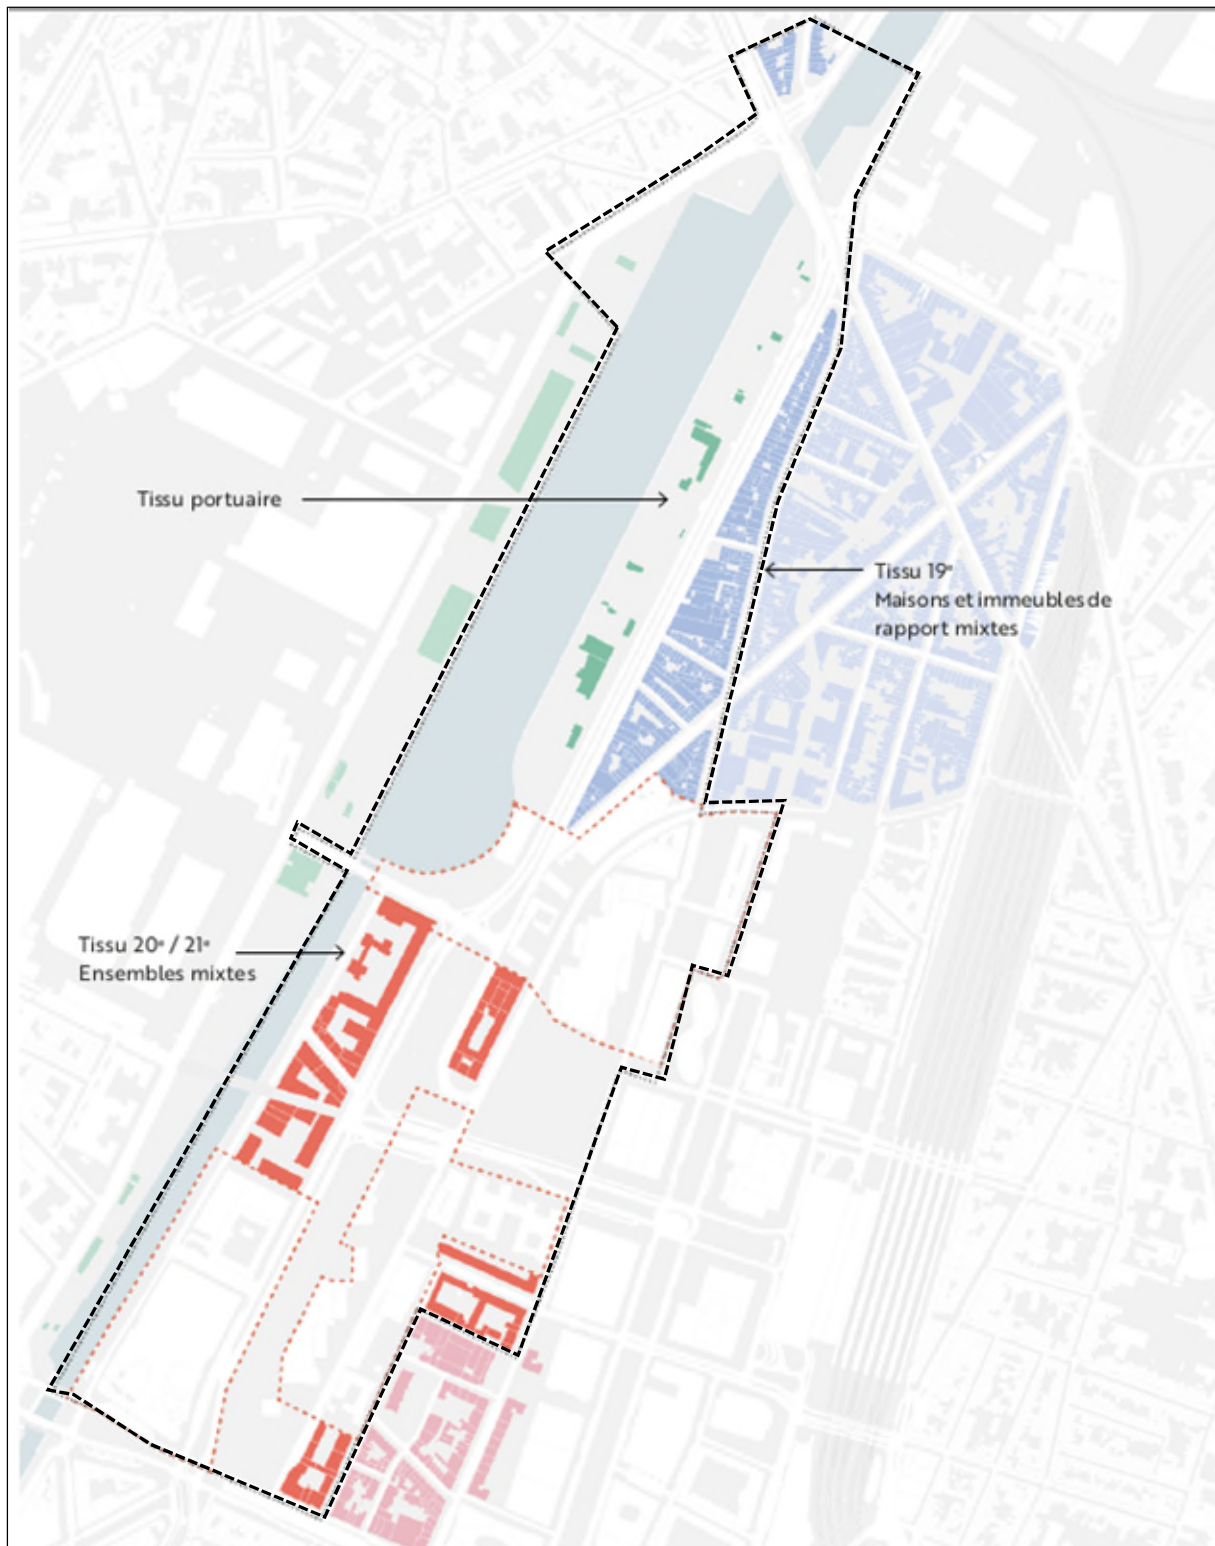 Tissu portuaire
Tissu 19e
Maisons et immeubles de
rapport mixtes
Tissu 20e / 21e
Ensembles mixtes